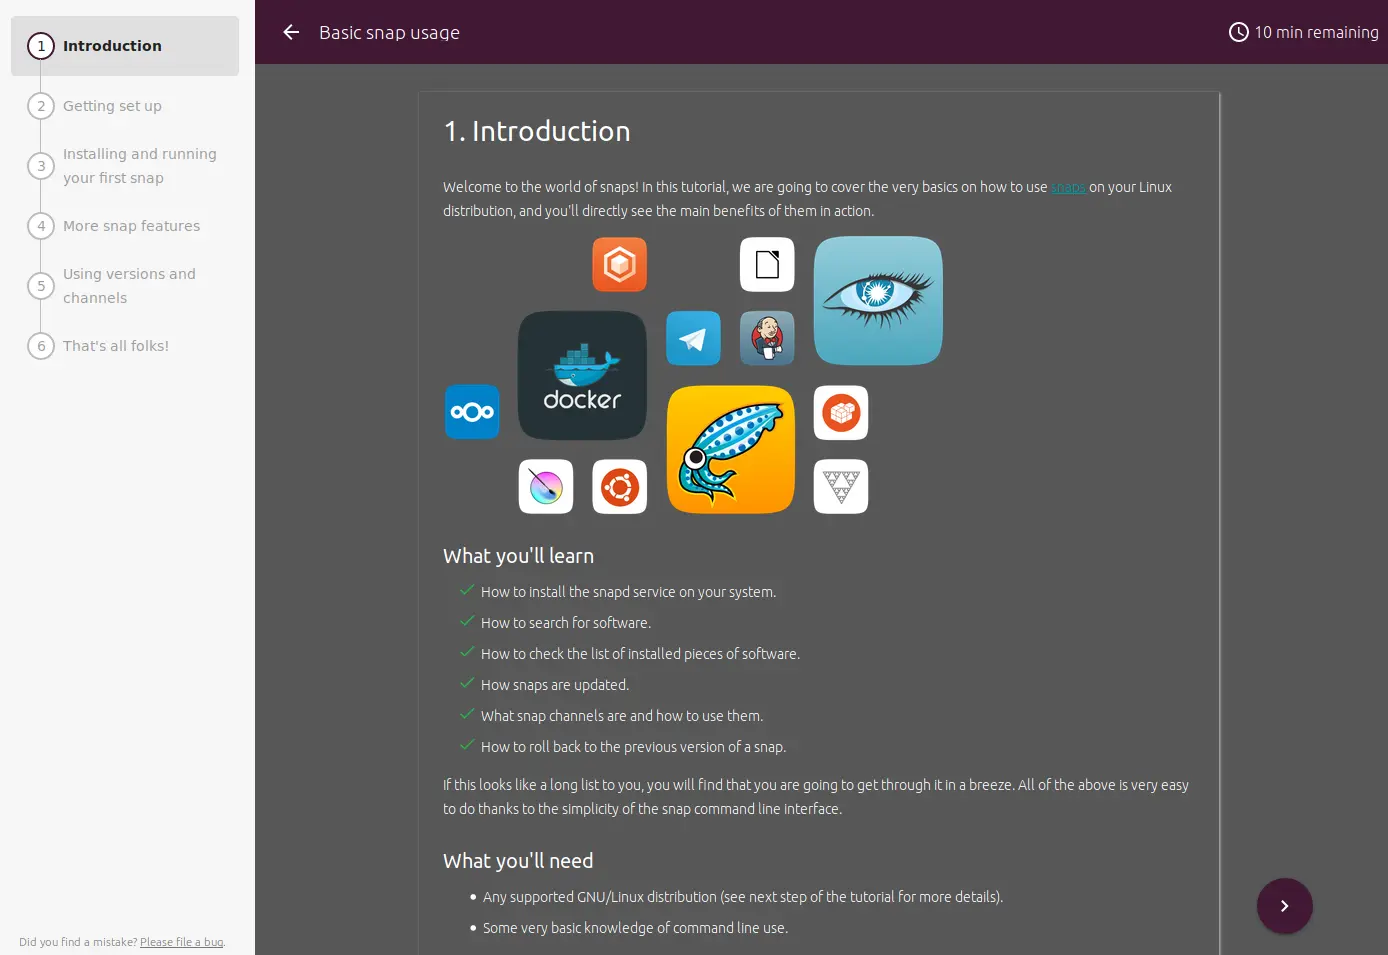 1 Introduction
2 Getting set up
3 Installing and running
your first snap
4 More snap features
5 Using versions and
channels
6 That's all folks!
Did you find a mistake? Please file a bug.
Basic snap usage
10 min remaining
1. Introduction
Welcome to the world of snaps! In this tutorial, we are going to cover the very basics on how to use snaps on your Linux
distribution, and you'll directly see the main benefits of them in action.
docker
What you'll learn
How to install the snapd service on your system.
How to search for software.
How to check the list of installed pieces of software.
How snaps are updated.
What snap channels are and how to use them.
How to roll back to the previous version of a snap.
If this looks like a long list to you, you will find that you are going to get through it in a breeze. All of the above is very easy
to do thanks to the simplicity of the snap command line interface.
What you'll need
• Any supported GNU/Linux distribution (see next step of the tutorial for more details).
• Some very basic knowledge of command line use.